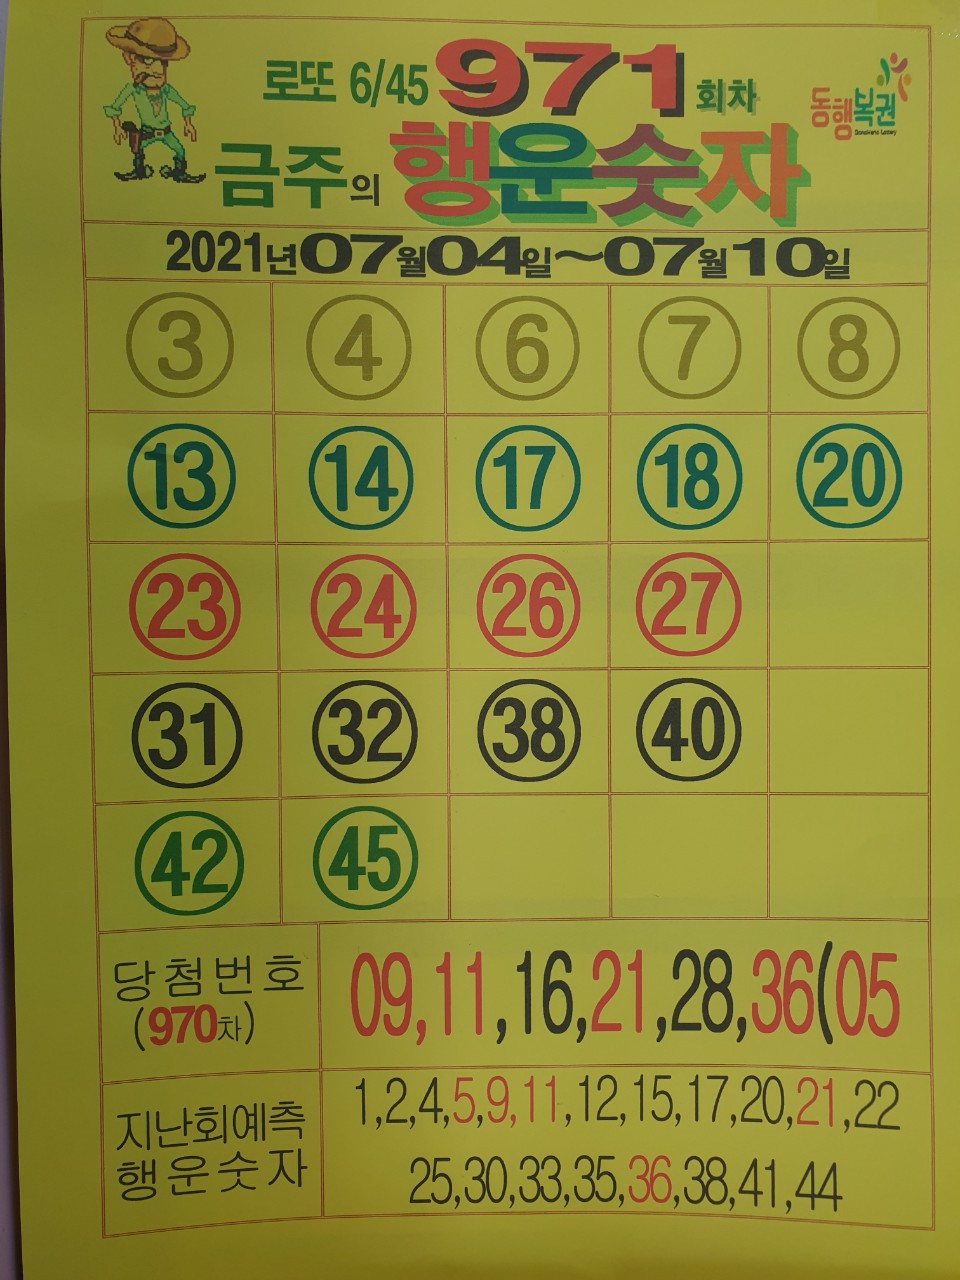 로또 6/45 971 회차
동행복권
Donghang Lottery
금주의 행운숫자
2021년07월04일~07월10일
3 4 6 7 8
13 14 17 18 20
23 24 26 27
31 32 38 40
42 45
당첨번호
(970차)
09,11,16,21,28,36(05
지난회예측
행운숫자
1,2,4,5,9,11,12,15,17,20,21,22
25,30,33,35,36,38,41,44